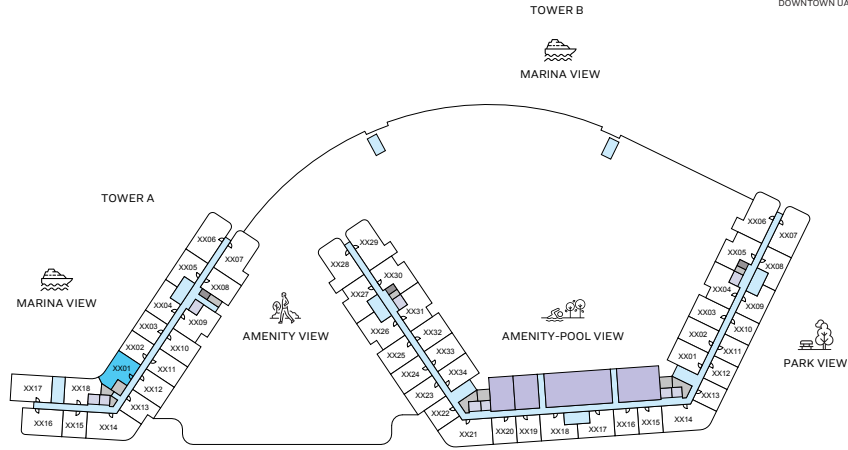 DOWNTOWN UA
TOWER B
MARINA VIEW
TOWER A
MARINA VIEW
AMENITY VIEW
AMENITY-POOL VIEW
PARK VIEW
XX06
XX07
XX05
XX08
XX04
XX09
XX03
XX10
XX02
XX11
XX01
XX12
XX17
XX18
XX13
XX16
XX15
XX14
XX29
XX28
XX30
XX27
XX31
XX26
XX32
XX25
XX33
XX24
XX34
XX23
XX22
XX21
XX20
XX19
XX18
XX17
XX16
XX15
XX14
XX06
XX07
XX05
XX08
XX04
XX09
XX03
XX10
XX02
XX11
XX01
XX12
XX13